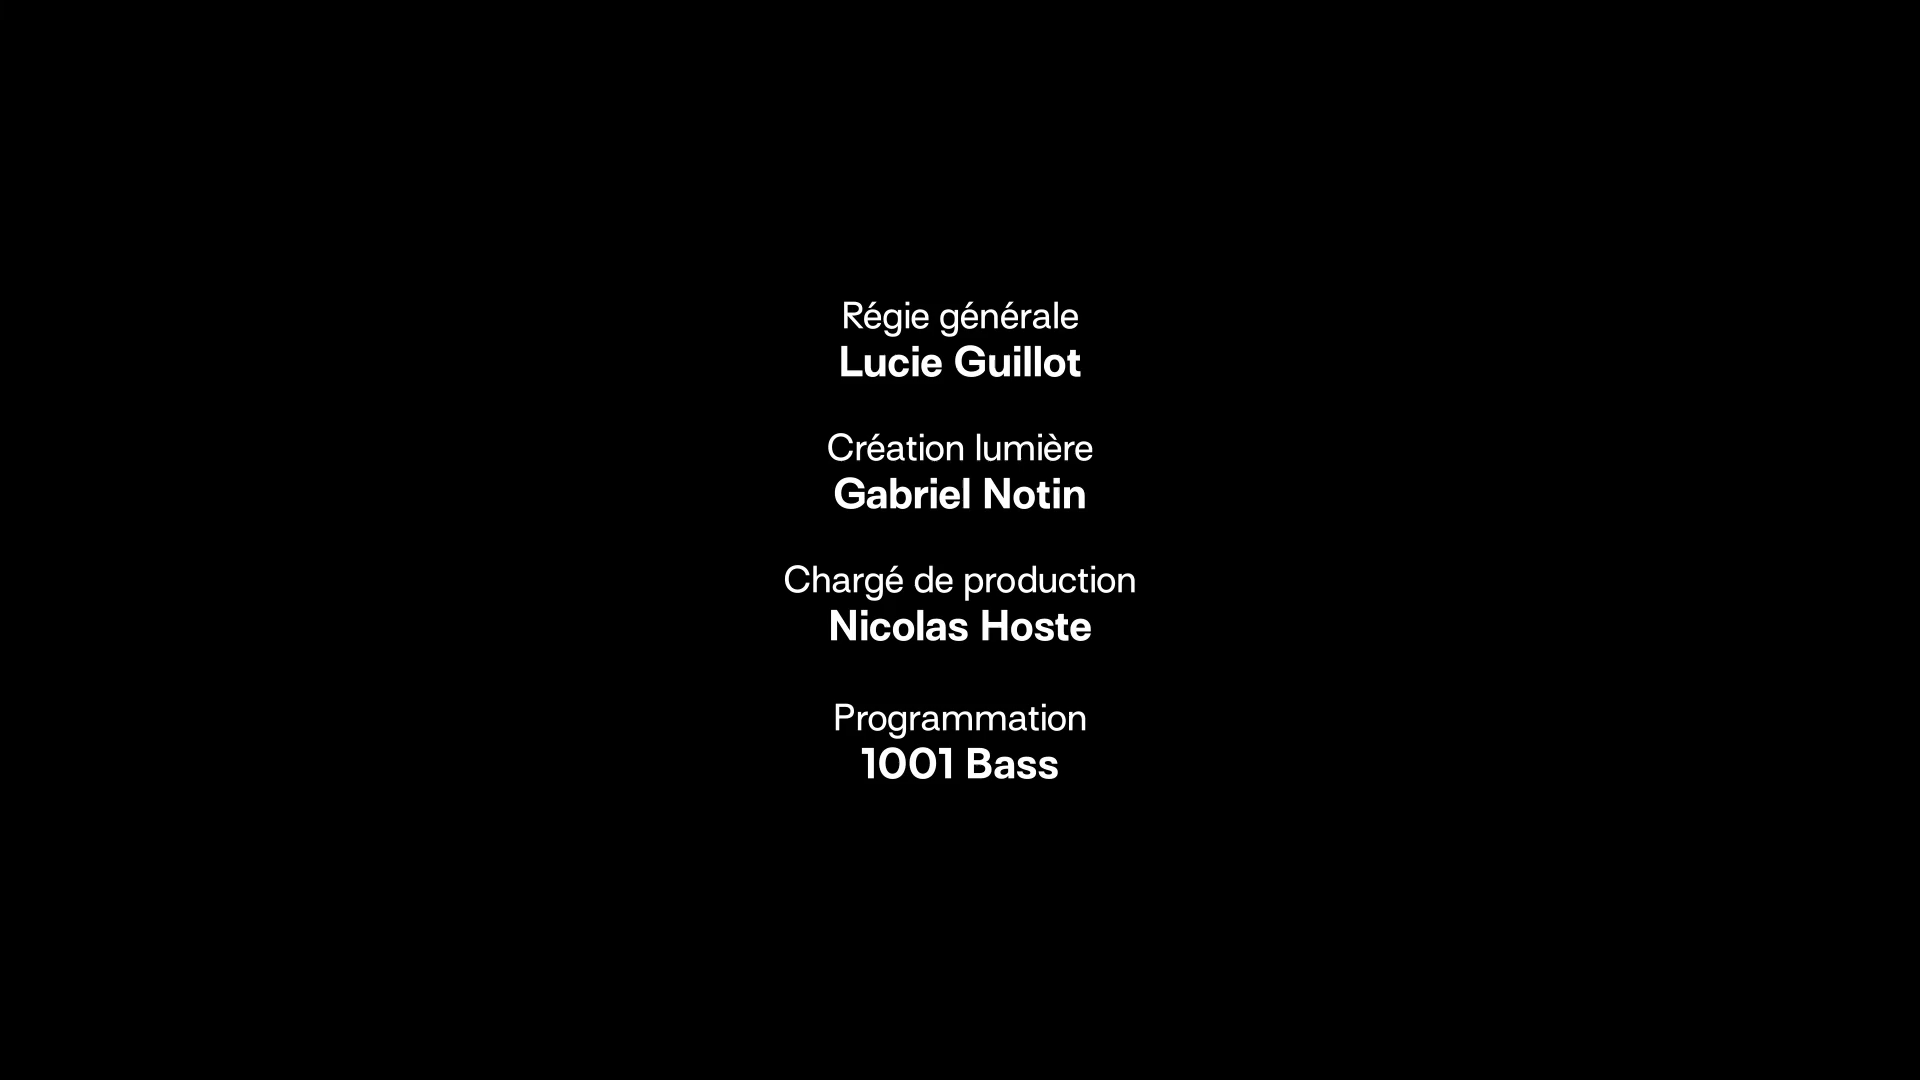 Régie générale
Lucie Guillot
Création lumière
Gabriel Notin
Chargé de production
Nicolas Hoste
Programmation
1001 Bass